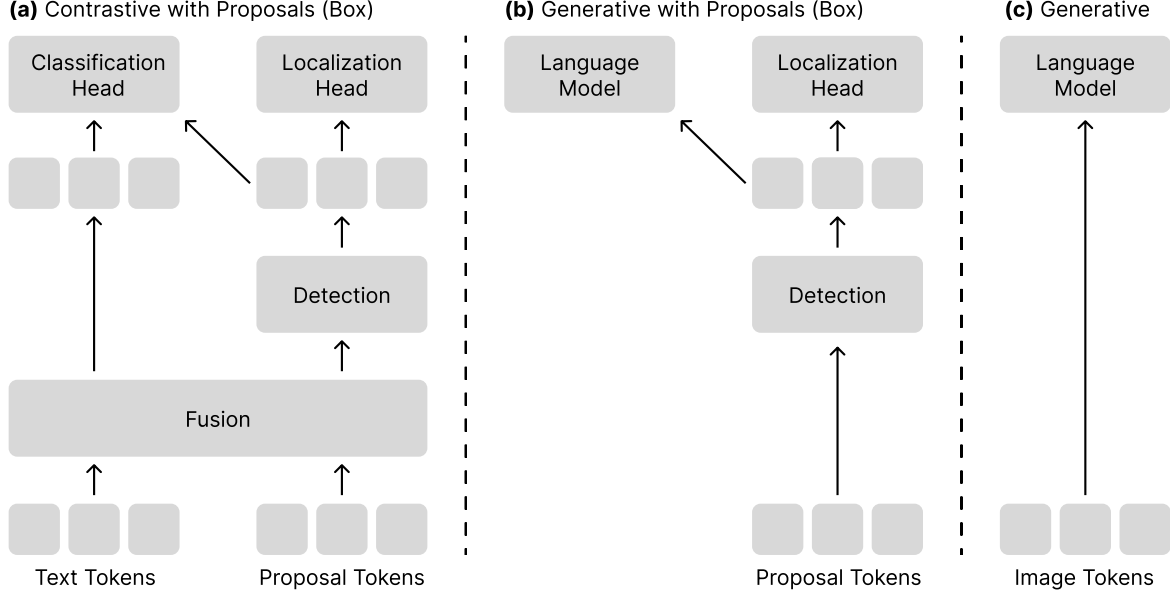 (a) Contrastive with Proposals (Box)
(b) Generative with Proposals (Box)
(c) Generative
Classification
Head
Localization
Head
Language
Model
Localization
Head
Language
Model
Detection
Detection
Fusion
Text Tokens
Proposal Tokens
Proposal Tokens
Image Tokens